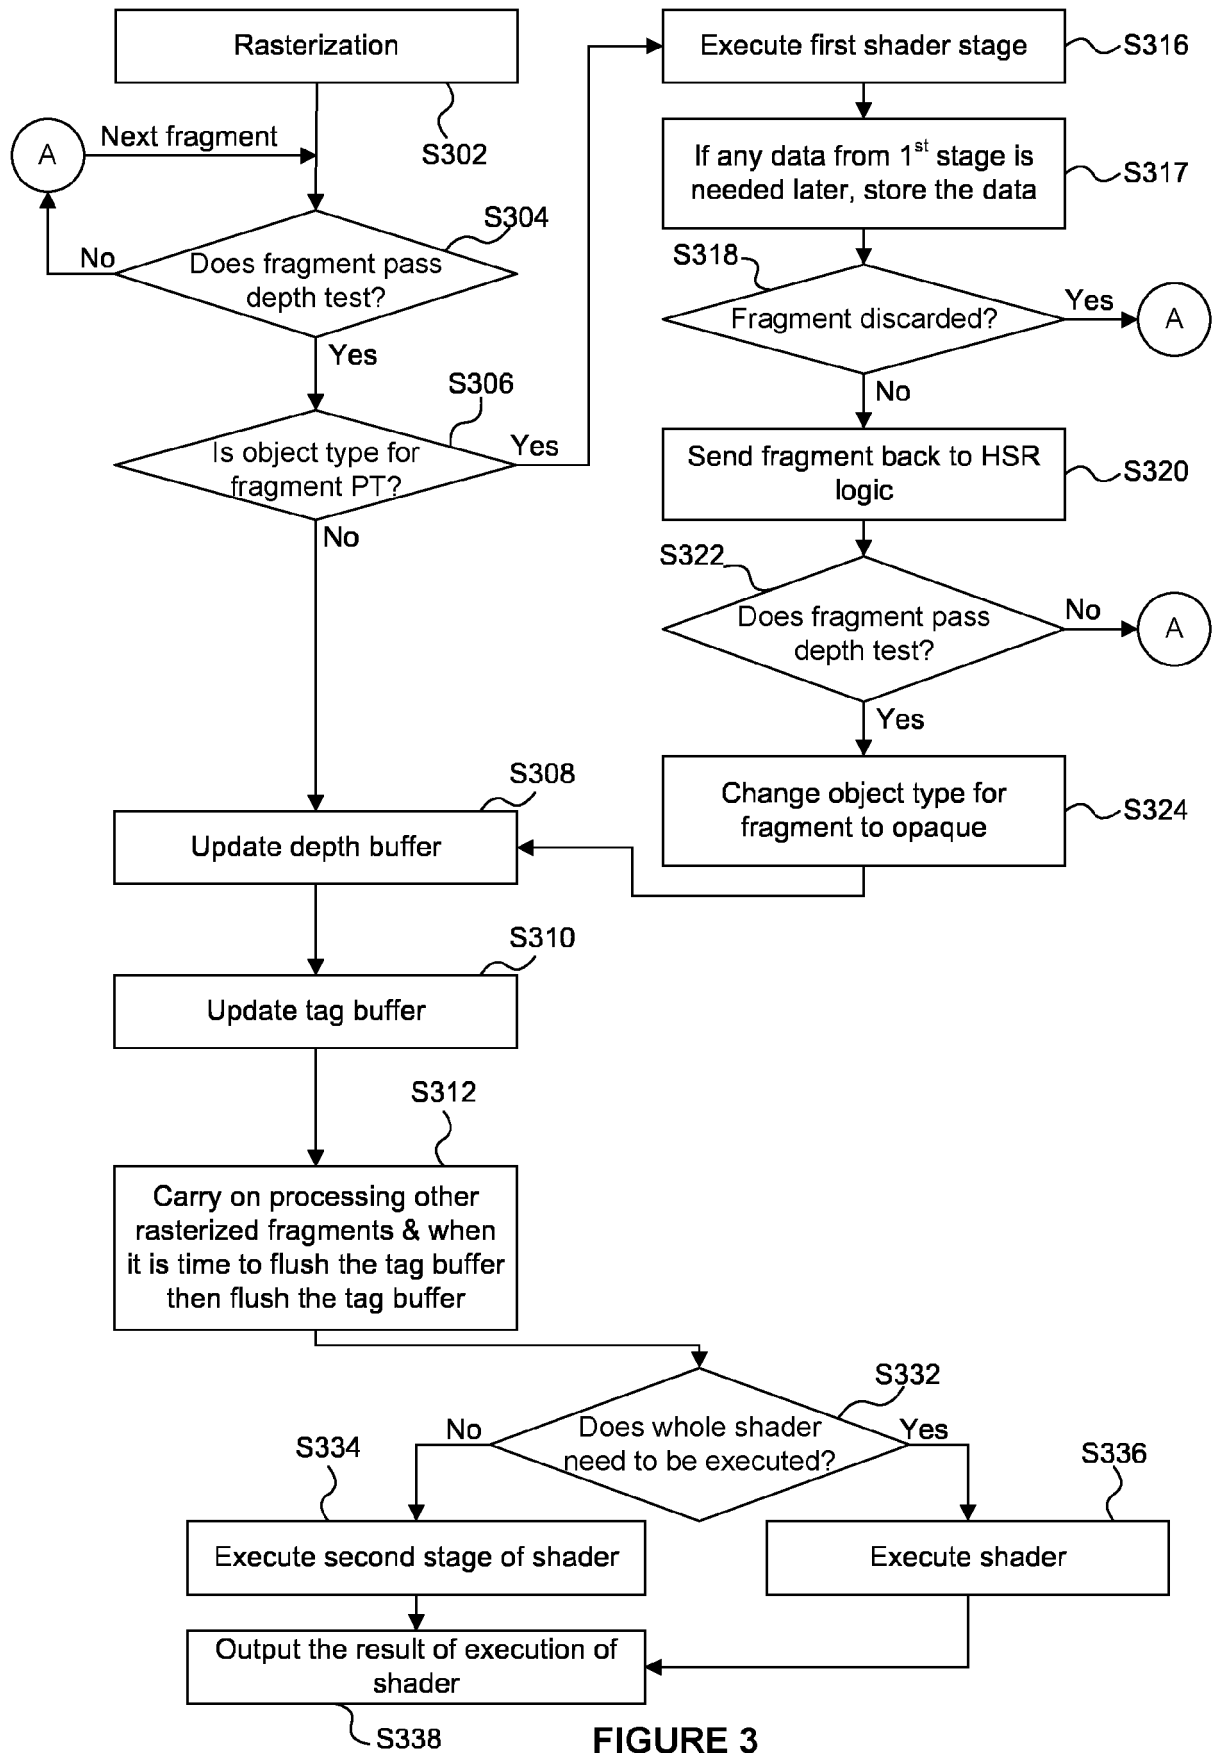 Rasterization
S302
A
Next fragment
S304
Does fragment pass
depth test?
No
Yes
S306
Is object type for
fragment PT?
Yes
No
Execute first shader stage
S316
If any data from 1st stage is
needed later, store the data
S317
S318
Fragment discarded?
Yes
A
No
Send fragment back to HSR
logic
S320
S322
Does fragment pass
depth test?
No
A
Yes
Change object type for
fragment to opaque
S324
S308
Update depth buffer
S310
Update tag buffer
S312
Carry on processing other
rasterized fragments & when
it is time to flush the tag buffer
then flush the tag buffer
S332
Does whole shader
need to be executed?
No
Yes
S334
Execute second stage of shader
S336
Execute shader
Output the result of execution of
shader
S338
FIGURE 3